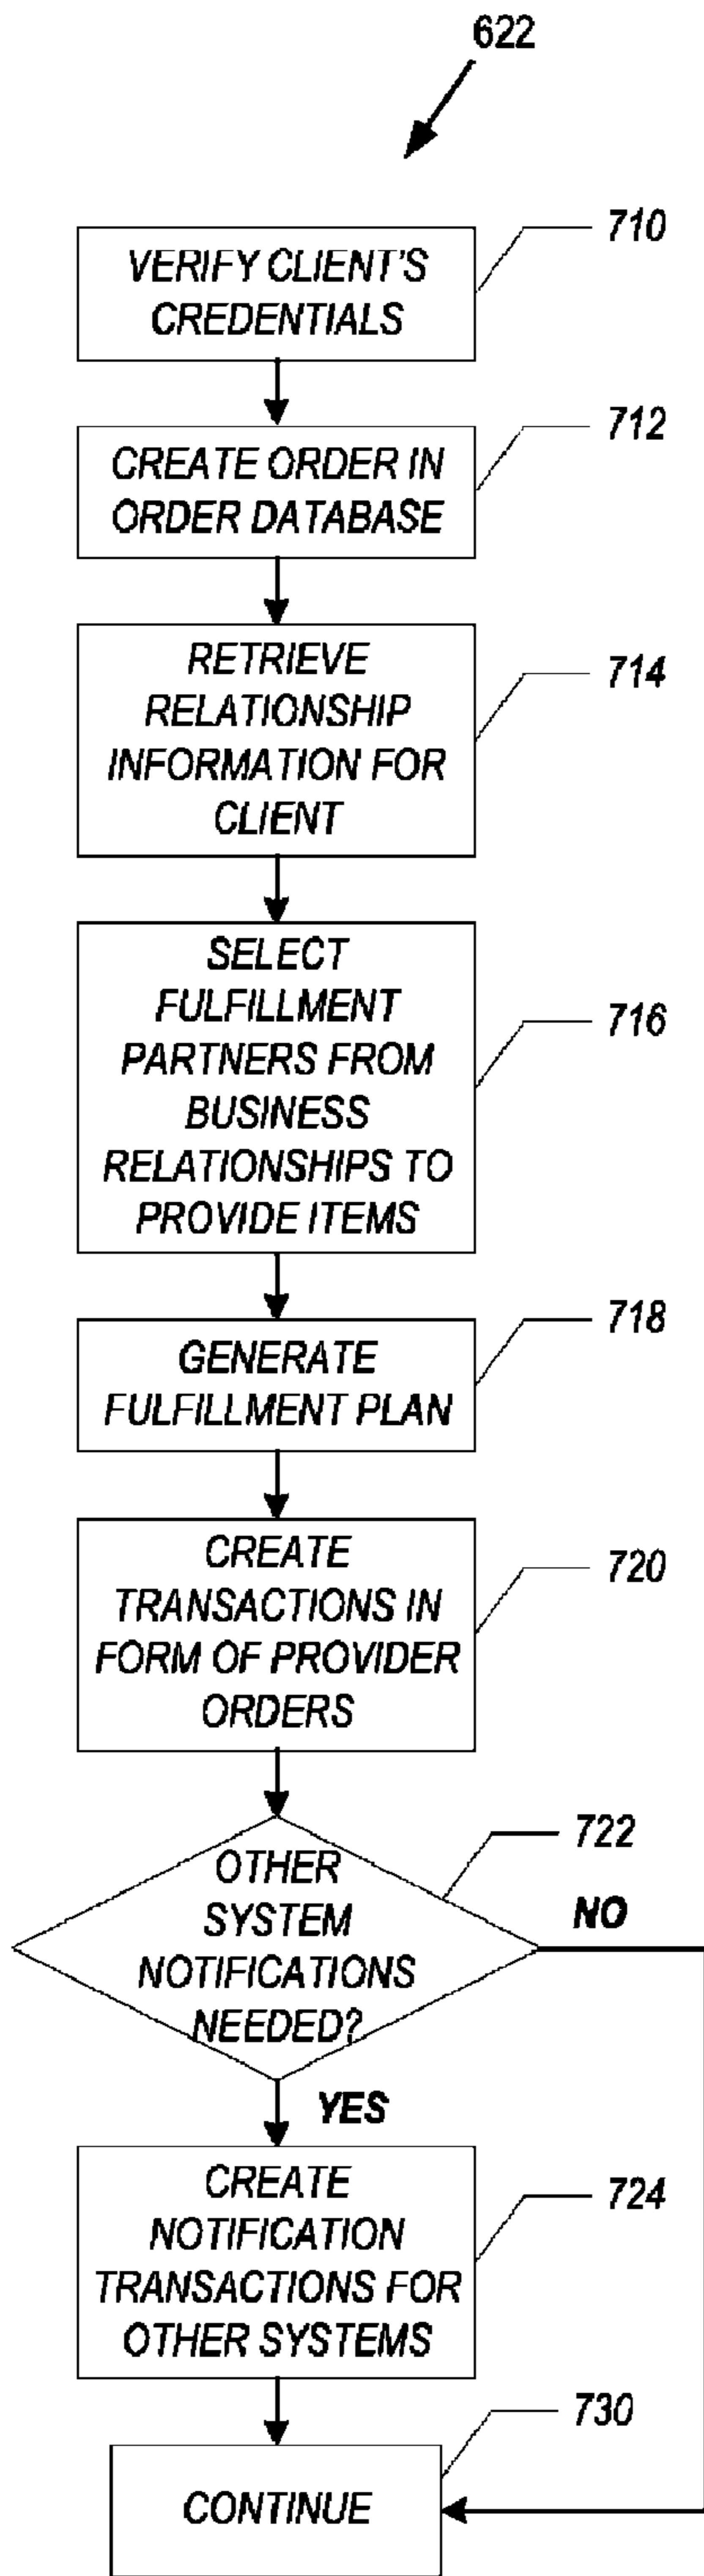 622
710
VERIFY CLIENT'S
CREDENTIALS
712
CREATE ORDER IN
ORDER DATABASE
714
RETRIEVE
RELATIONSHIP
INFORMATION FOR
CLIENT
716
SELECT
FULFILLMENT
PARTNERS FROM
BUSINESS
RELATIONSHIPS TO
PROVIDE ITEMS
718
GENERATE
FULFILLMENT PLAN
720
CREATE
TRANSACTIONS IN
FORM OF PROVIDER
ORDERS
722
OTHER
SYSTEM
NOTIFICATIONS
NEEDED?
NO
YES
724
CREATE
NOTIFICATION
TRANSACTIONS FOR
OTHER SYSTEMS
730
CONTINUE